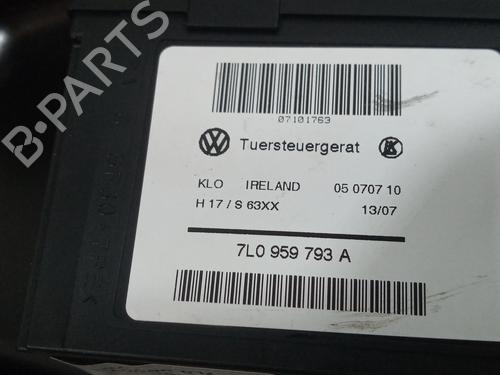 B-PARTS
07101763
Tuersteuergerat
KLO IRELAND 05 0707 10
H 17 / S 63XX 13/07
7L0 959 793 A